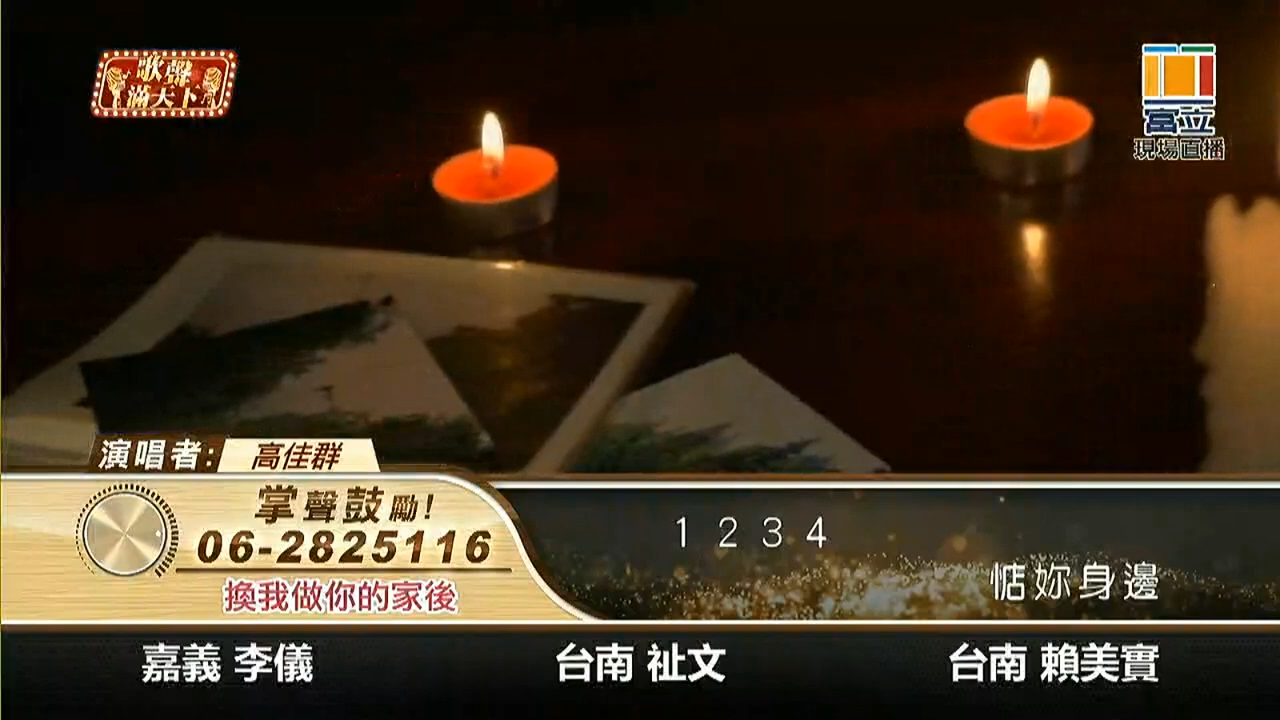 歌聲
滿天下
富立
現場直播
演唱者: 高佳群
掌聲鼓勵!
06-2825116
換我做你的家後
1 2 3 4
惦妳身邊
嘉義 李儀
台南 祉文
台南 賴美實